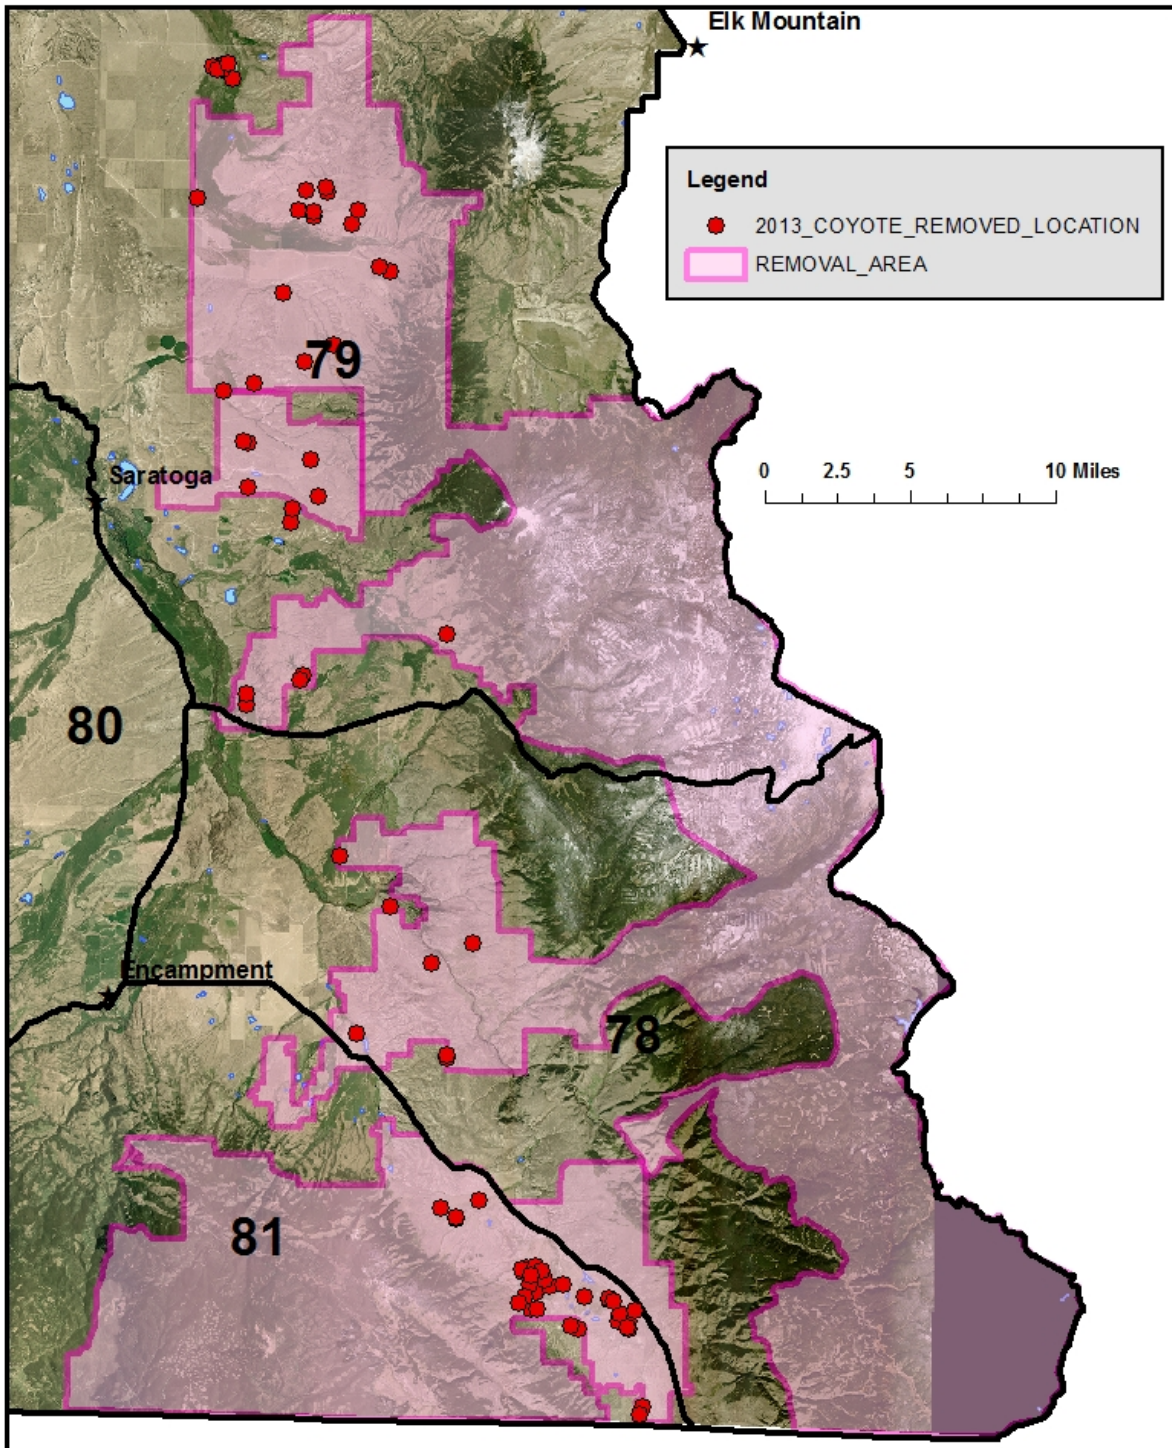 Elk Mountain
Legend
2013_COYOTE_REMOVED_LOCATION
REMOVAL_AREA
79
Saratoga
0 2.5 5 10 Miles
80
Encampment
78
81